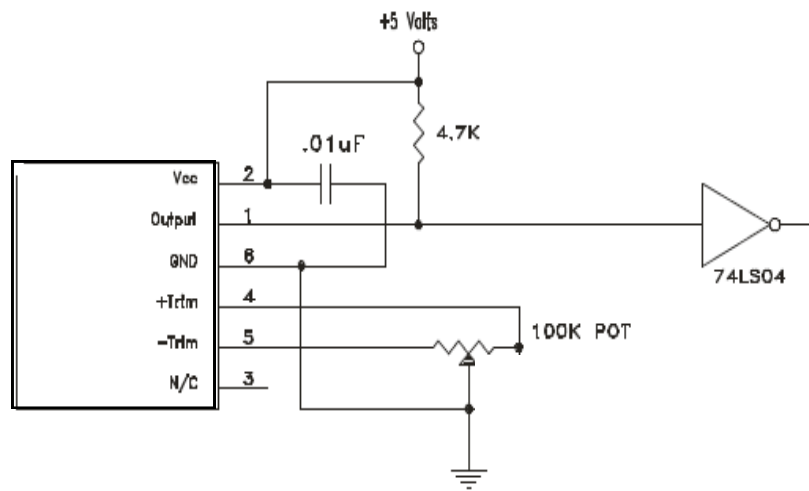 +5 Volts
4.7K
.01uF
Vcc 2
Output 1
GND 6
+Trim 4
-Trim 5
N/C 3
100K POT
74LS04